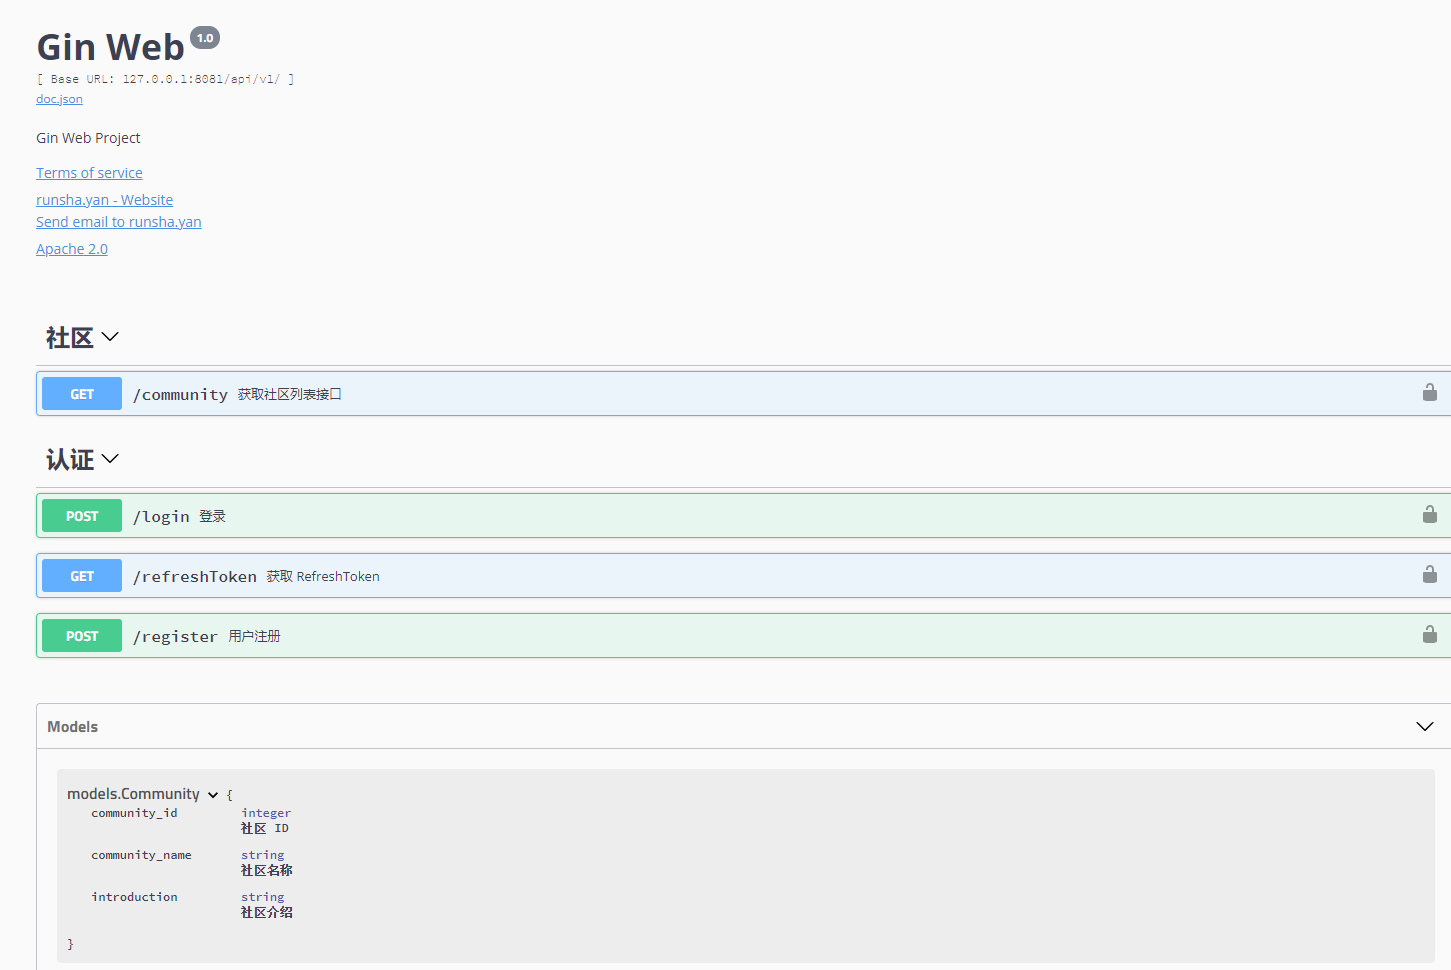 Gin Web 1.0
[ Base URL: 127.0.0.1:8081/api/v1/ ]
doc.json
Gin Web Project
Terms of service
runsha.yan - Website
Send email to runsha.yan
Apache 2.0
社区
GET /community 获取社区列表接口
认证
POST /login 登录
GET /refreshToken 获取 RefreshToken
POST /register 用户注册
Models
models.Community {
community_id integer
社区 ID
community_name string
社区名称
introduction string
社区介绍
}